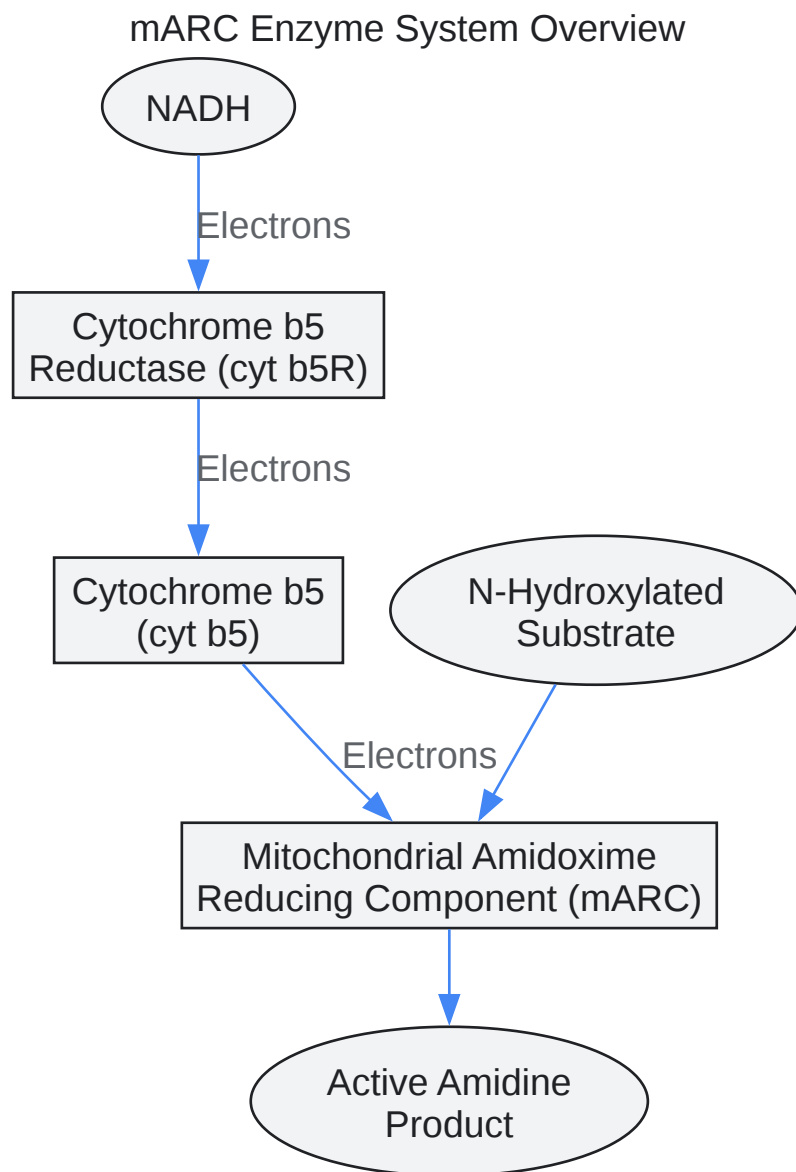 mARC Enzyme System Overview
NADH
Electrons
Cytochrome b5
Reductase (cyt b5R)
Electrons
Cytochrome b5
(cyt b5)
N-Hydroxylated
Substrate
Electrons
Mitochondrial Amidoxime
Reducing Component (mARC)
Active Amidine
Product